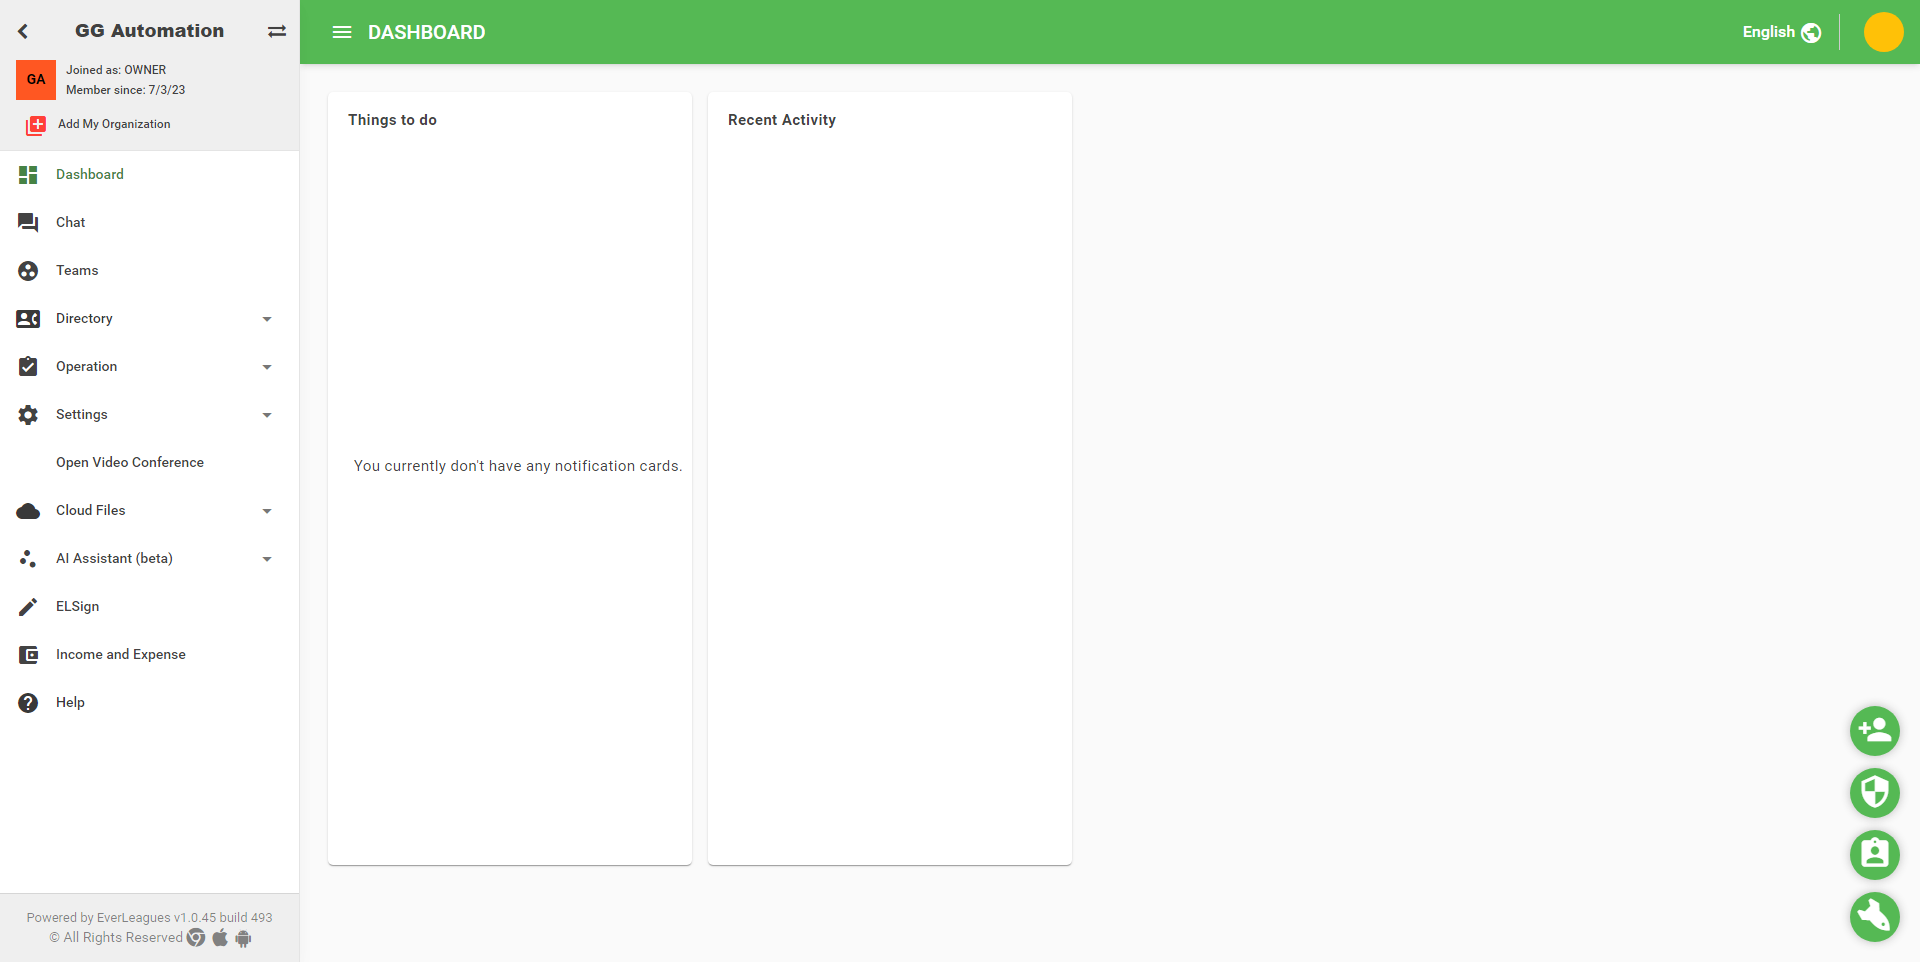 GG Automation
GA
Joined as: OWNER
Member since: 7/3/23
Add My Organization
Dashboard
Chat
Teams
Directory
Operation
Settings
Open Video Conference
Cloud Files
AI Assistant (beta)
ELSign
Income and Expense
Help
Powered by EverLeagues v1.0.45 build 493
© All Rights Reserved
DASHBOARD
English
Things to do
You currently don't have any notification cards.
Recent Activity